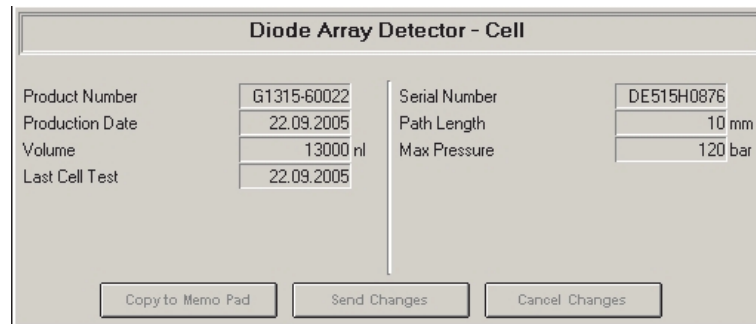 Diode Array Detector - Cell
Product Number G1315-60022
Production Date 22.09.2005
Volume 13000 nl
Last Cell Test 22.09.2005
Serial Number DE515H0876
Path Length 10 mm
Max Pressure 120 bar
Copy to Memo Pad
Send Changes
Cancel Changes